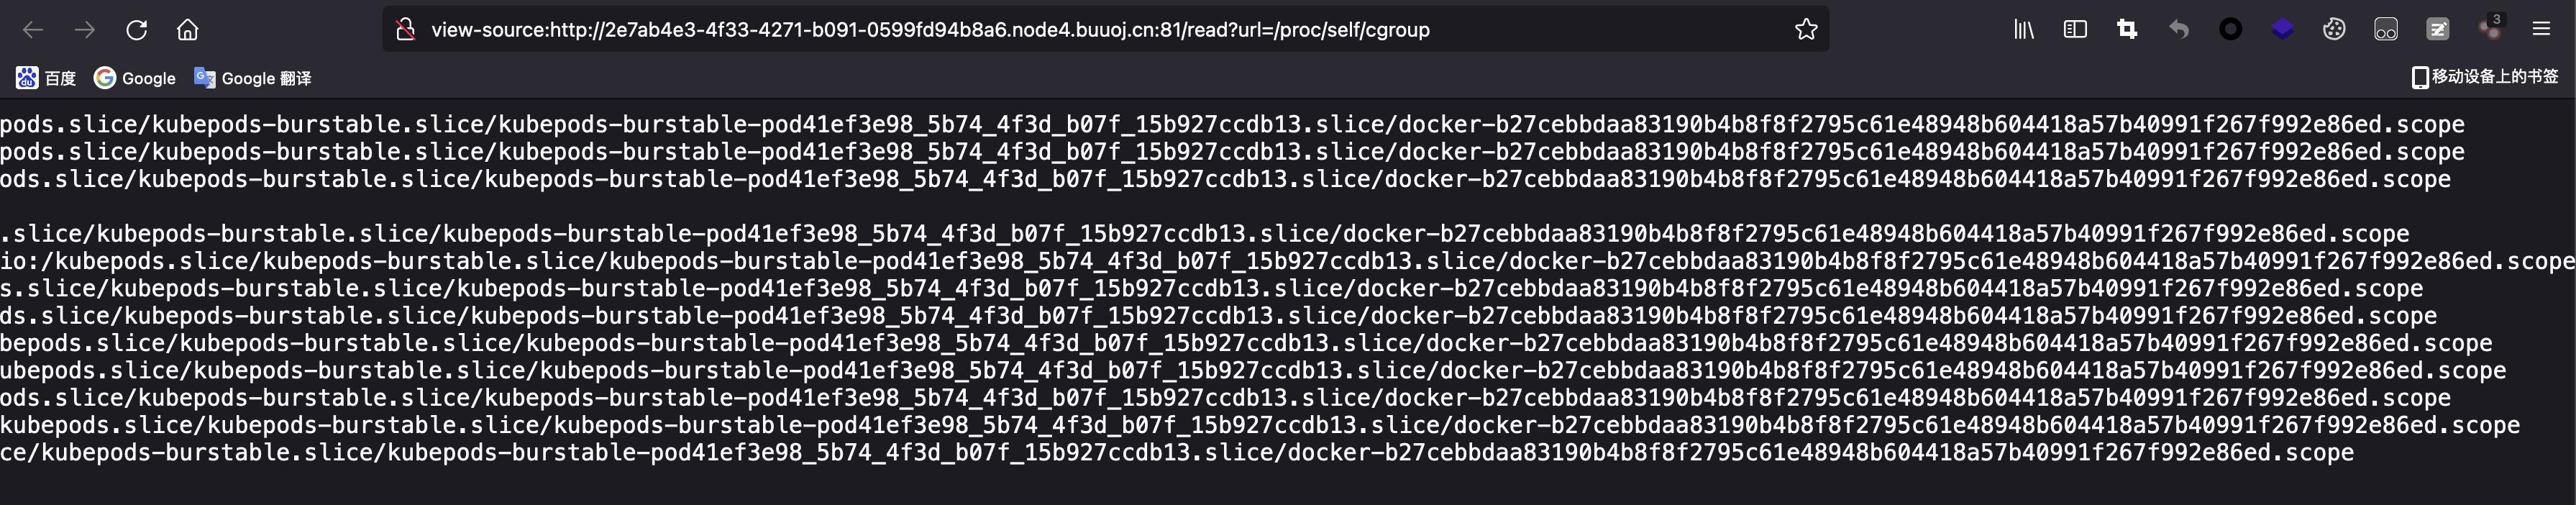 view-source:http://2e7ab4e3-4f33-4271-b091-0599fd94b8a6.node4.buuoj.cn:81/read?url=/proc/self/cgroup
3
百度 Google Google 翻译 移动设备上的书签
pods.slice/kubepods-burstable.slice/kubepods-burstable-pod41ef3e98_5b74_4f3d_b07f_15b927ccdb13.slice/docker-b27cebbdaa83190b4b8f8f2795c61e48948b604418a57b40991f267f992e86ed.scope
pods.slice/kubepods-burstable.slice/kubepods-burstable-pod41ef3e98_5b74_4f3d_b07f_15b927ccdb13.slice/docker-b27cebbdaa83190b4b8f8f2795c61e48948b604418a57b40991f267f992e86ed.scope
ods.slice/kubepods-burstable.slice/kubepods-burstable-pod41ef3e98_5b74_4f3d_b07f_15b927ccdb13.slice/docker-b27cebbdaa83190b4b8f8f2795c61e48948b604418a57b40991f267f992e86ed.scope
.slice/kubepods-burstable.slice/kubepods-burstable-pod41ef3e98_5b74_4f3d_b07f_15b927ccdb13.slice/docker-b27cebbdaa83190b4b8f8f2795c61e48948b604418a57b40991f267f992e86ed.scope
io:/kubepods.slice/kubepods-burstable.slice/kubepods-burstable-pod41ef3e98_5b74_4f3d_b07f_15b927ccdb13.slice/docker-b27cebbdaa83190b4b8f8f2795c61e48948b604418a57b40991f267f992e86ed.scope
s.slice/kubepods-burstable.slice/kubepods-burstable-pod41ef3e98_5b74_4f3d_b07f_15b927ccdb13.slice/docker-b27cebbdaa83190b4b8f8f2795c61e48948b604418a57b40991f267f992e86ed.scope
ds.slice/kubepods-burstable.slice/kubepods-burstable-pod41ef3e98_5b74_4f3d_b07f_15b927ccdb13.slice/docker-b27cebbdaa83190b4b8f8f2795c61e48948b604418a57b40991f267f992e86ed.scope
bepods.slice/kubepods-burstable.slice/kubepods-burstable-pod41ef3e98_5b74_4f3d_b07f_15b927ccdb13.slice/docker-b27cebbdaa83190b4b8f8f2795c61e48948b604418a57b40991f267f992e86ed.scope
ubepods.slice/kubepods-burstable.slice/kubepods-burstable-pod41ef3e98_5b74_4f3d_b07f_15b927ccdb13.slice/docker-b27cebbdaa83190b4b8f8f2795c61e48948b604418a57b40991f267f992e86ed.scope
ods.slice/kubepods-burstable.slice/kubepods-burstable-pod41ef3e98_5b74_4f3d_b07f_15b927ccdb13.slice/docker-b27cebbdaa83190b4b8f8f2795c61e48948b604418a57b40991f267f992e86ed.scope
kubepods.slice/kubepods-burstable.slice/kubepods-burstable-pod41ef3e98_5b74_4f3d_b07f_15b927ccdb13.slice/docker-b27cebbdaa83190b4b8f8f2795c61e48948b604418a57b40991f267f992e86ed.scope
ce/kubepods-burstable.slice/kubepods-burstable-pod41ef3e98_5b74_4f3d_b07f_15b927ccdb13.slice/docker-b27cebbdaa83190b4b8f8f2795c61e48948b604418a57b40991f267f992e86ed.scope